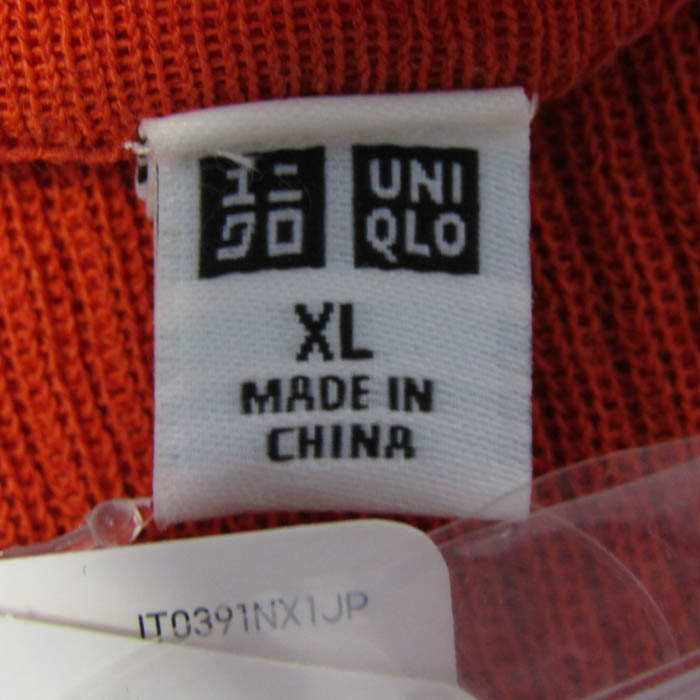 ユニ UNI
クロ QLO
XL
MADE IN
CHINA
IT0391NX1JP